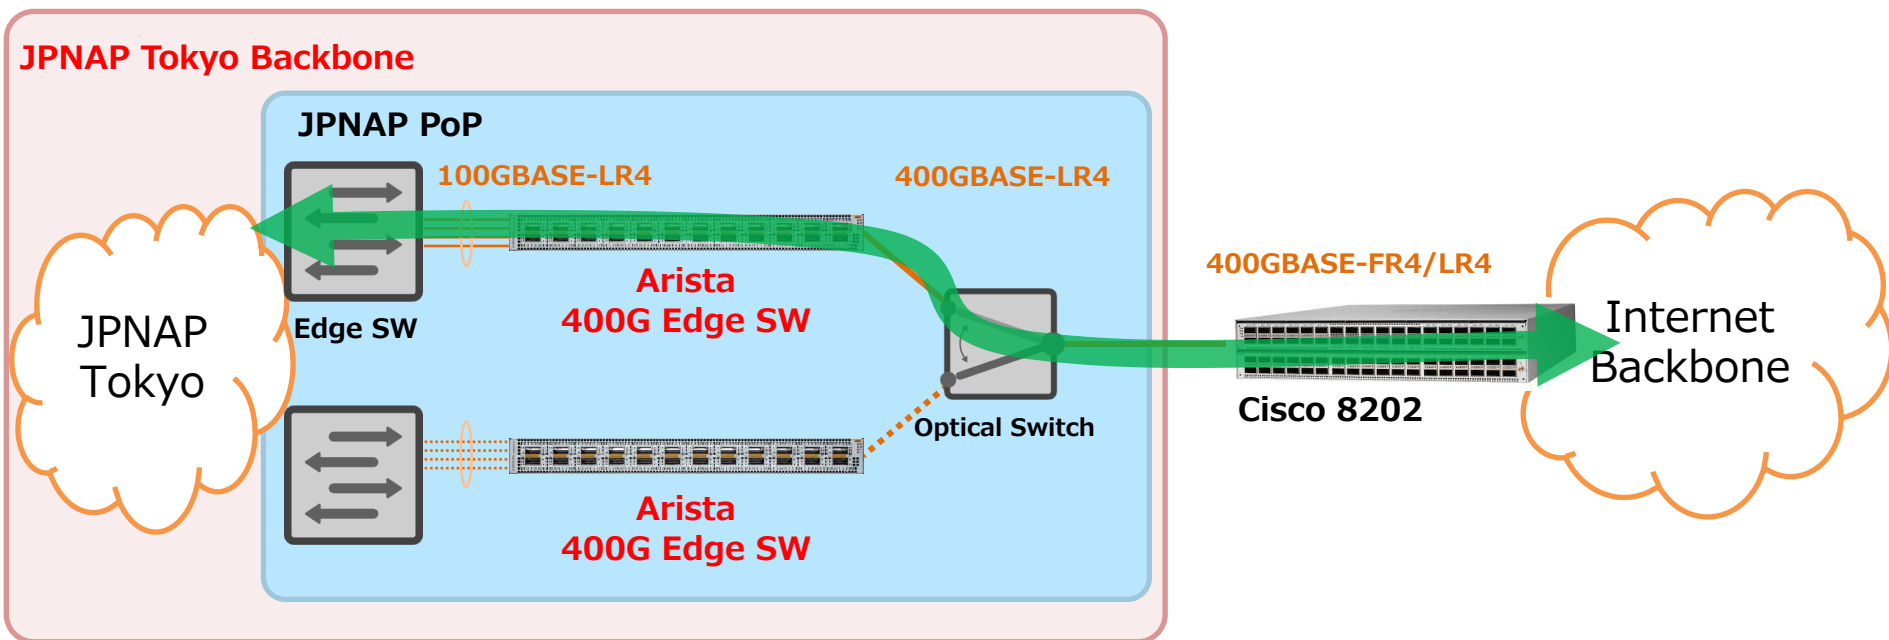 JPNAP Tokyo Backbone
JPNAP PoP
100GBASE-LR4
400GBASE-LR4
400GBASE-FR4/LR4
Arista
400G Edge SW
Edge SW
JPNAP
Tokyo
Internet
Backbone
Cisco 8202
Optical Switch
Arista
400G Edge SW